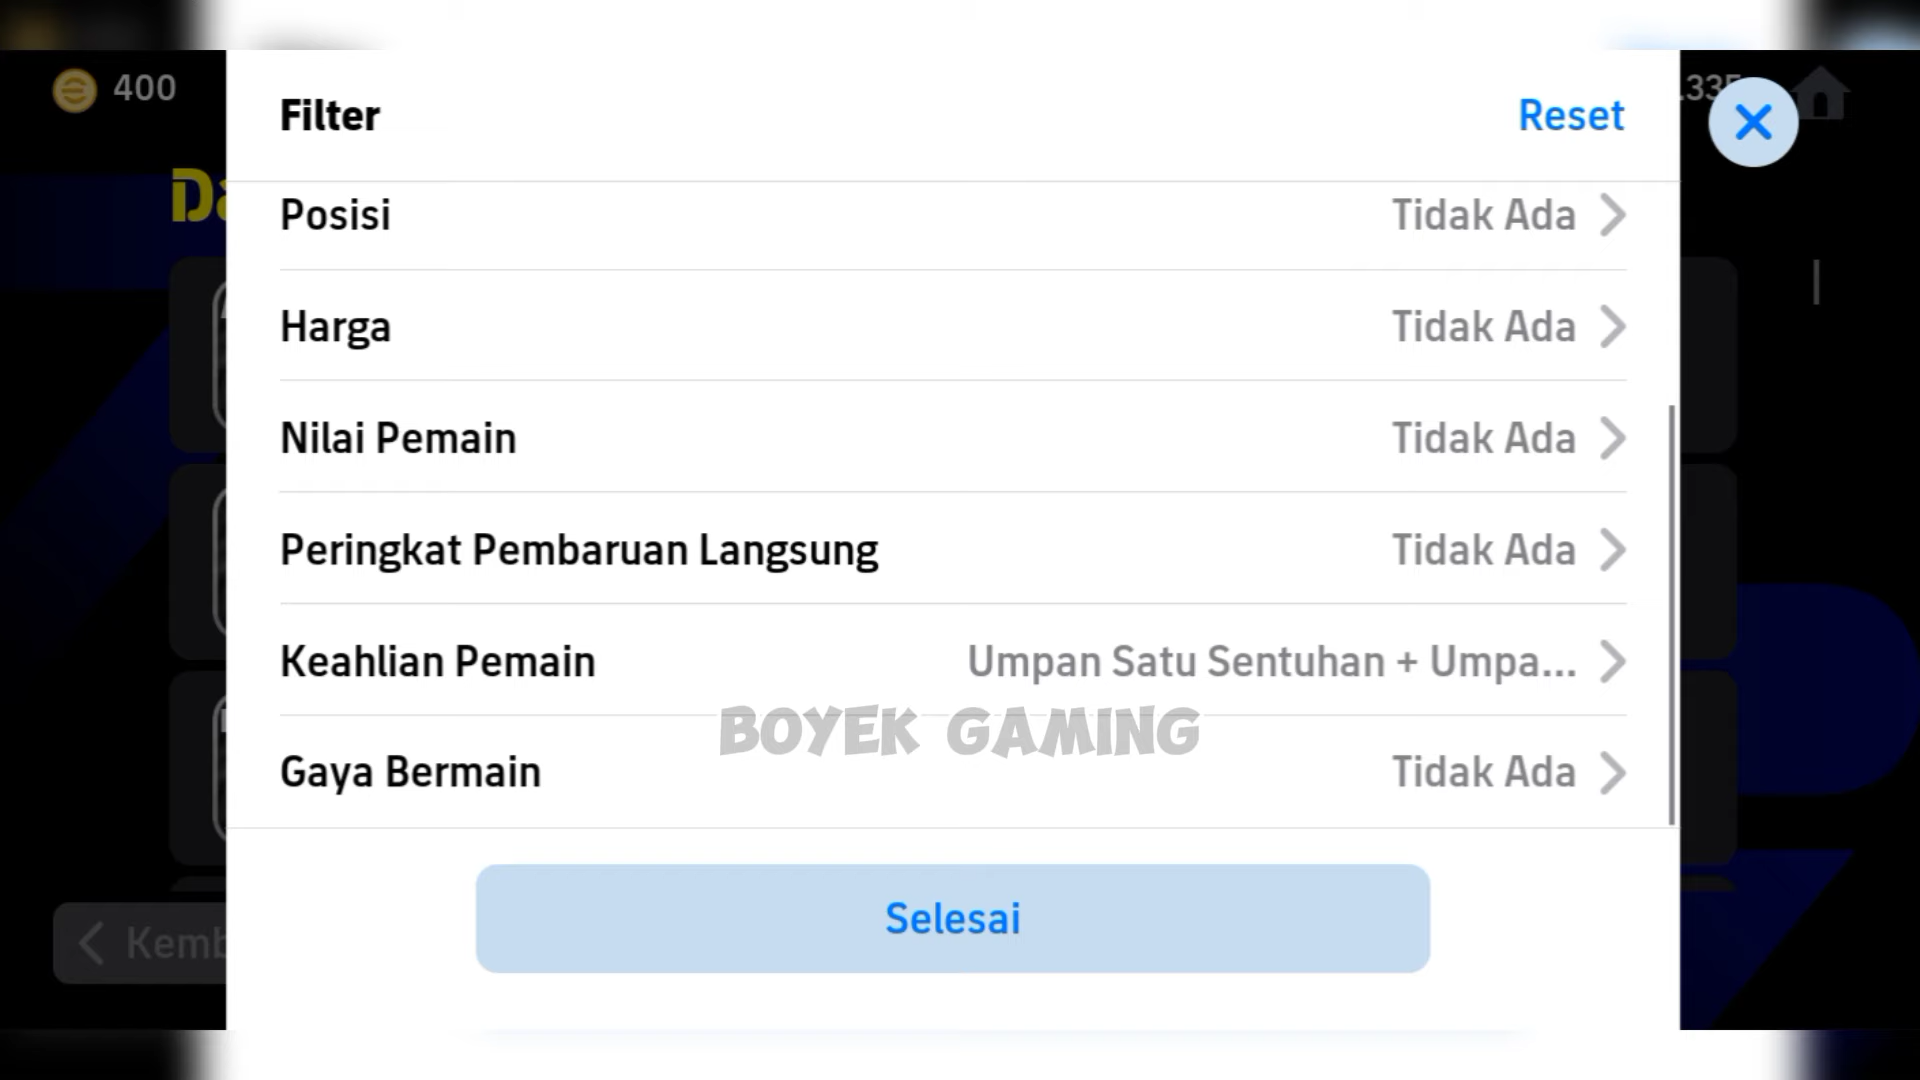 400
Filter
Reset
Posisi
Tidak Ada
Harga
Tidak Ada
Nilai Pemain
Tidak Ada
Peringkat Pembaruan Langsung
Tidak Ada
Keahlian Pemain
Umpan Satu Sentuhan + Umpa...
BOYEK GAMING
Gaya Bermain
Tidak Ada
Selesai